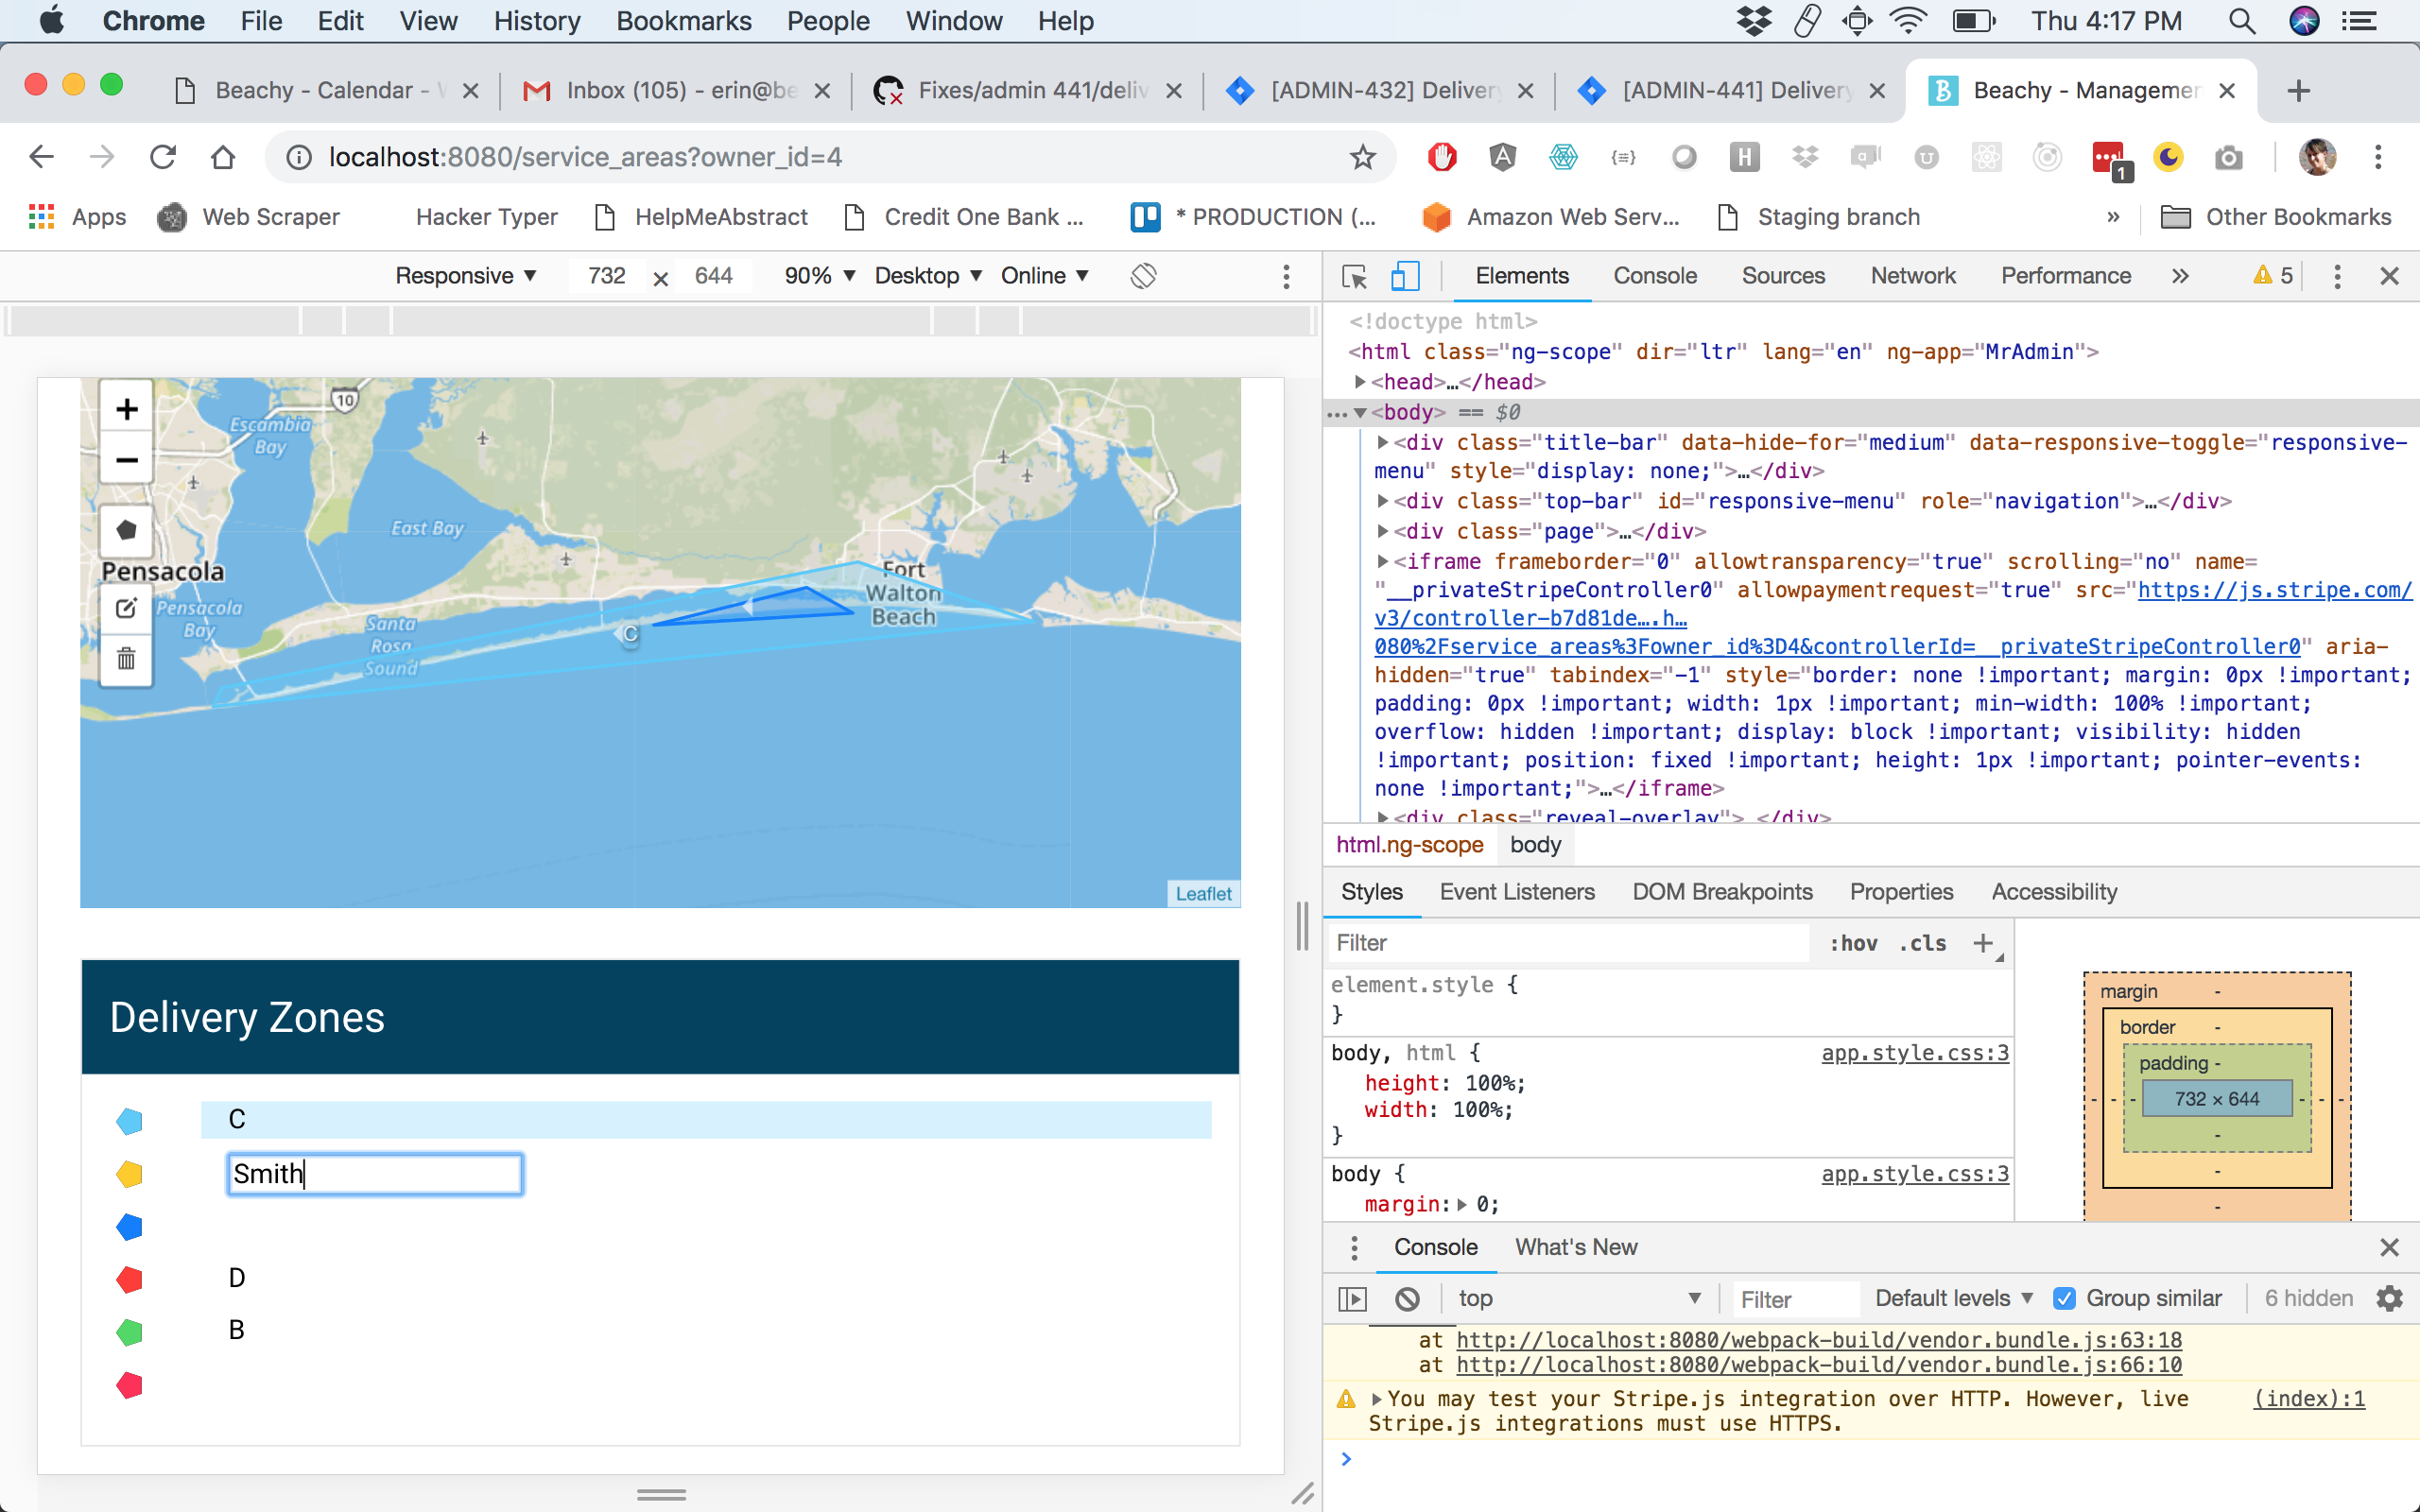 Chrome File Edit View History Bookmarks People Window Help Thu 4:17 PM
Beachy - Calendar - W
Inbox (105) - erin@be
Fixes/admin 441/deliv
[ADMIN-432] Delivery
[ADMIN-441] Delivery
Beachy - Managemen
localhost:8080/service_areas?owner_id=4
1
Apps Web Scraper Hacker Typer HelpMeAbstract Credit One Bank ... * PRODUCTION (... Amazon Web Serv... Staging branch » Other Bookmarks
Responsive ▼ 732 × 644 90% ▼ Desktop ▼ Online ▼
10
Escambia
Bay
East Bay
Pensacola
Pensacola
Bay
Santa
Rosa
Sound
Fort
Walton
Beach
C
Leaflet
Delivery Zones
C
Smith
D
B
Elements Console Sources Network Performance » 5
<!doctype html>
<html class="ng-scope" dir="ltr" lang="en" ng-app="MrAdmin">
▶<head>…</head>
…▼<body> == $0
▶<div class="title-bar" data-hide-for="medium" data-responsive-toggle="responsive-
menu" style="display: none;">…</div>
▶<div class="top-bar" id="responsive-menu" role="navigation">…</div>
▶<div class="page">…</div>
▶<iframe frameborder="0" allowtransparency="true" scrolling="no" name=
"__privateStripeController0" allowpaymentrequest="true" src="https://js.stripe.com/
v3/controller-b7d81de….h…
080%2Fservice_areas%3Fowner_id%3D4&controllerId=__privateStripeController0" aria-
hidden="true" tabindex="-1" style="border: none !important; margin: 0px !important;
padding: 0px !important; width: 1px !important; min-width: 100% !important;
overflow: hidden !important; display: block !important; visibility: hidden
!important; position: fixed !important; height: 1px !important; pointer-events:
none !important;">…</iframe>
▶<div class="reveal-overlay"> </div>
html.ng-scope body
Styles Event Listeners DOM Breakpoints Properties Accessibility
Filter :hov .cls +
element.style {
}
body, html { app.style.css:3
height: 100%;
width: 100%;
}
body { app.style.css:3
margin:▶ 0;
margin -
border -
padding -
- - - 732 × 644 - - -
-
-
-
Console What's New
top ▼ Filter Default levels ▼ Group similar 6 hidden
at http://localhost:8080/webpack-build/vendor.bundle.js:63:18
at http://localhost:8080/webpack-build/vendor.bundle.js:66:10
▶You may test your Stripe.js integration over HTTP. However, live (index):1
Stripe.js integrations must use HTTPS.